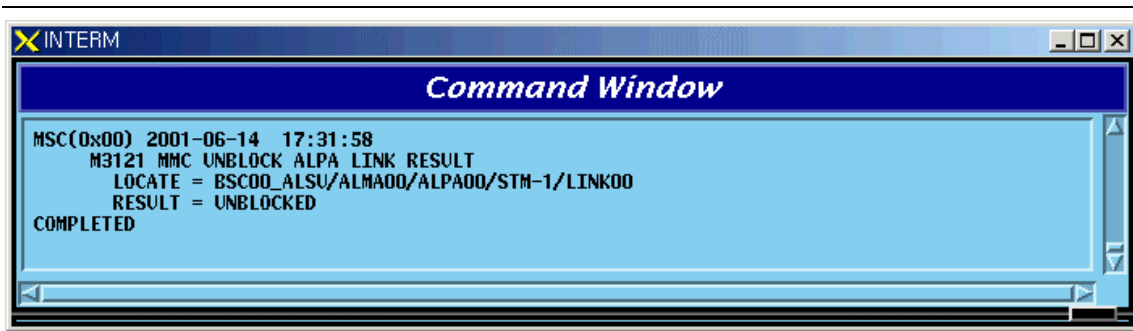 INTERM
Command Window
MSC(0x00) 2001-06-14 17:31:58
M3121 MMC UNBLOCK ALPA LINK RESULT
LOCATE = BSC00_ALSU/ALMA00/ALPA00/STM-1/LINK00
RESULT = UNBLOCKED
COMPLETED